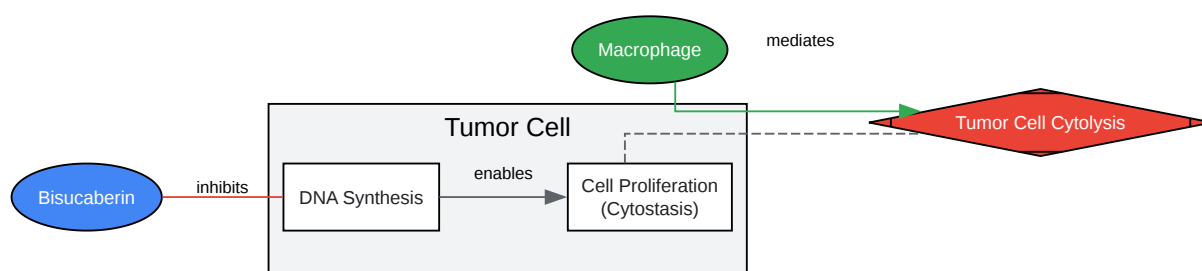 Macrophage
mediates
Tumor Cell Cytolysis
Tumor Cell
Bisucaberin
inhibits
DNA Synthesis
enables
Cell Proliferation
(Cytostasis)